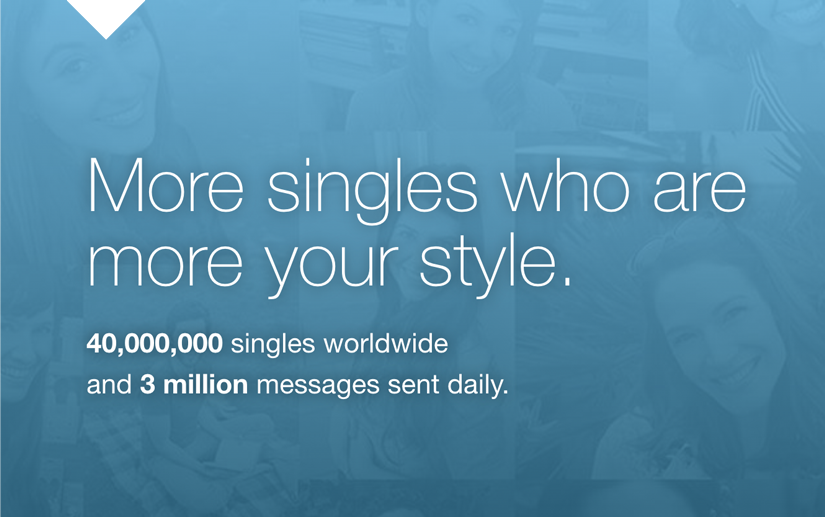 More singles who are
more your style.
40,000,000 singles worldwide
and 3 million messages sent daily.